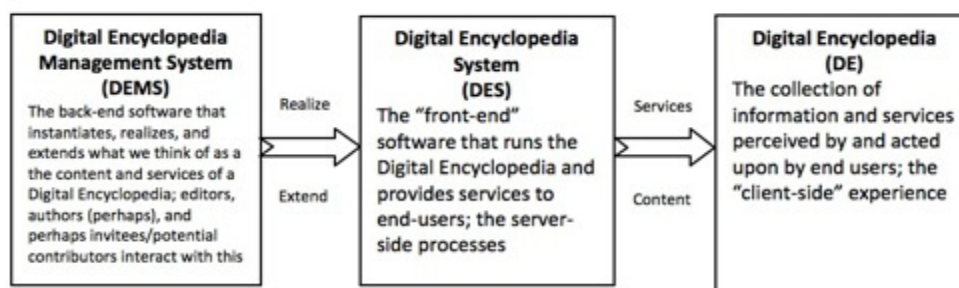 Digital Encyclopedia
Management System
(DEMS)
The back-end software that
instantiates, realizes, and
extends what we think of as a
the content and services of a
Digital Encyclopedia; editors,
authors (perhaps), and
perhaps invitees/potential
contributors interact with this
Realize
Extend
Digital Encyclopedia
System
(DES)
The “front-end”
software that runs the
Digital Encyclopedia and
provides services to
end-users; the server-
side processes
Services
Content
Digital Encyclopedia
(DE)
The collection of
information and services
perceived by and acted
upon by end users; the
“client-side” experience